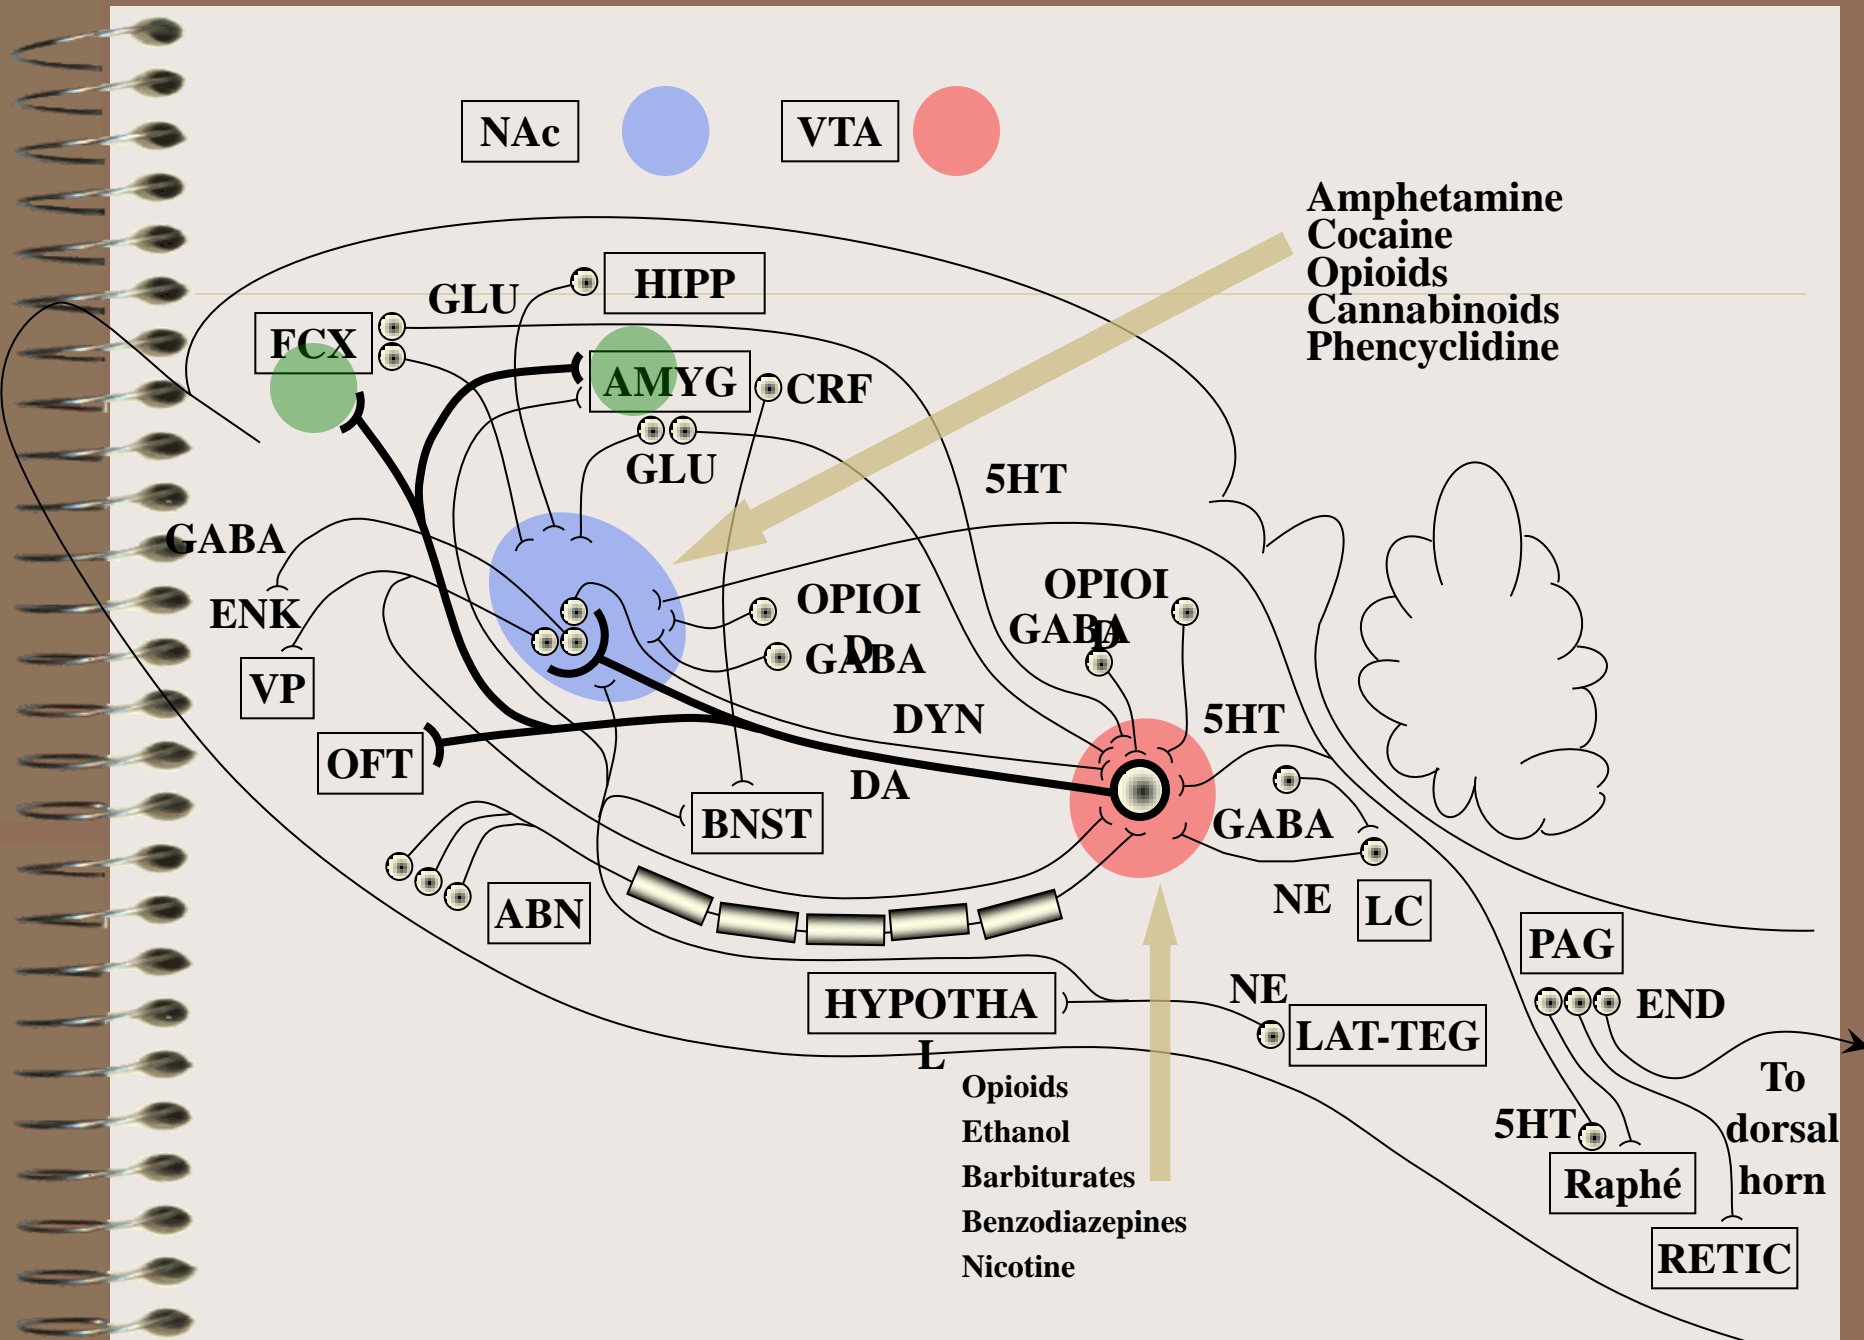 NAc
VTA
Amphetamine
Cocaine
Opioids
Cannabinoids
Phencyclidine
HIPP
GLU
FCX
AMYG
CRF
GLU
5HT
GABA
ENK
VP
OPIOI
D
GABA
OPIOI
D
GABA
DYN
5HT
OFT
DA
BNST
GABA
ABN
NE
LC
PAG
HYPOTHA
L
NE
LAT-TEG
END
To
dorsal
horn
5HT
Raphé
RETIC
Opioids
Ethanol
Barbiturates
Benzodiazepines
Nicotine